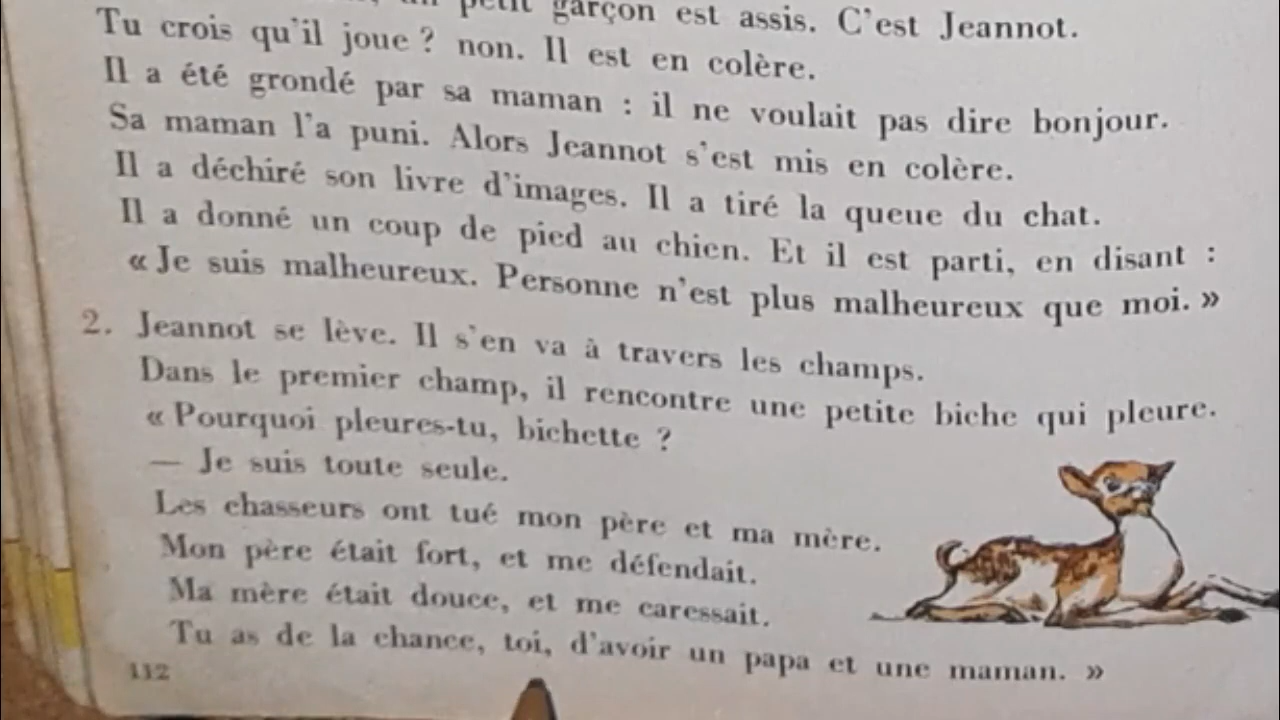 petit garçon est assis. C'est Jeannot.
Tu crois qu'il joue ? non. Il est en colère.
Il a été grondé par sa maman : il ne voulait pas dire bonjour.
Sa maman l'a puni. Alors Jeannot s'est mis en colère.
Il a déchiré son livre d'images. Il a tiré la queue du chat.
Il a donné un coup de pied au chien. Et il est parti, en disant :
« Je suis malheureux. Personne n'est plus malheureux que moi. »
2. Jeannot se lève. Il s'en va à travers les champs.
Dans le premier champ, il rencontre une petite biche qui pleure.
« Pourquoi pleures-tu, bichette ?
— Je suis toute seule.
Les chasseurs ont tué mon père et ma mère.
Mon père était fort, et me défendait.
Ma mère était douce, et me caressait.
Tu as de la chance, toi, d'avoir un papa et une maman. »
112